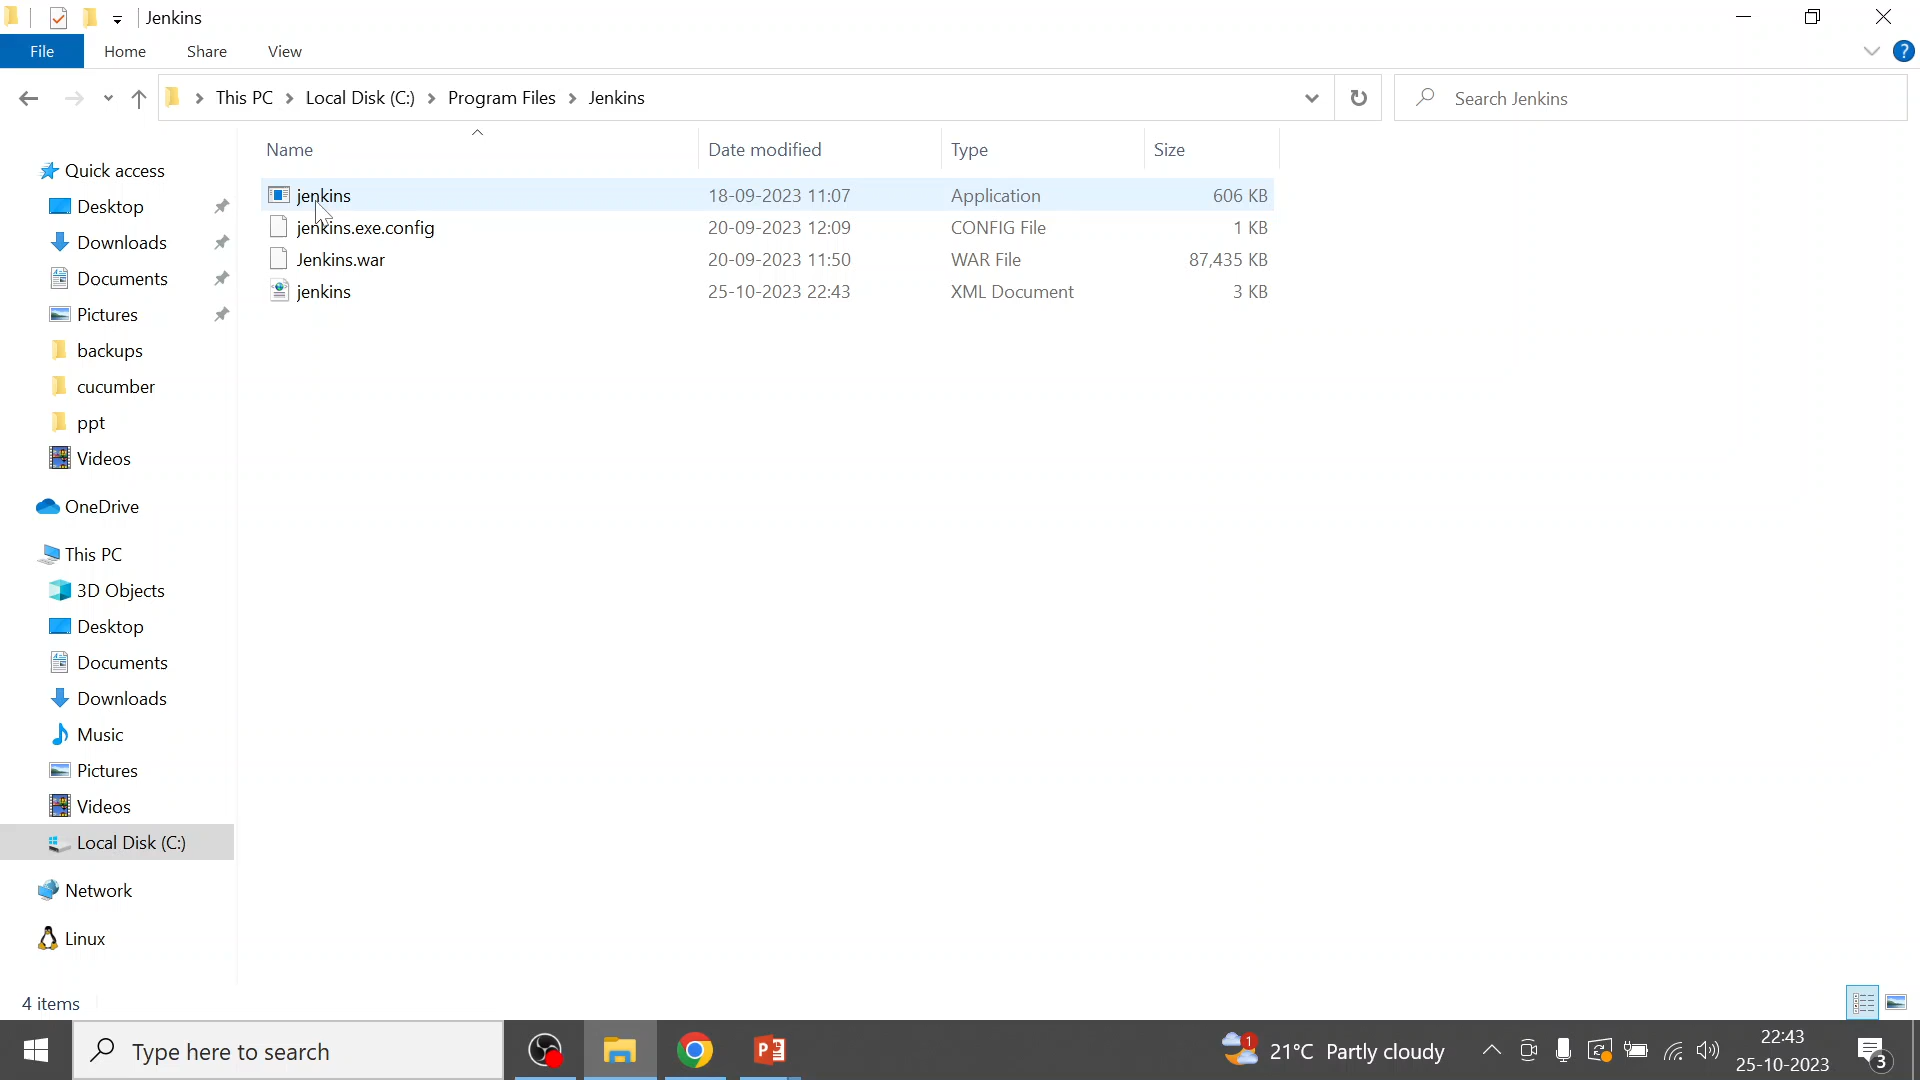 Jenkins
File Home Share View
This PC Local Disk (C:) Program Files Jenkins
Search Jenkins
Name Date modified Type Size
jenkins 18-09-2023 11:07 Application 606 KB
jenkins.exe.config 20-09-2023 12:09 CONFIG File 1 KB
Jenkins.war 20-09-2023 11:50 WAR File 87,435 KB
jenkins 25-10-2023 22:43 XML Document 3 KB
Quick access
Desktop
Downloads
Documents
Pictures
backups
cucumber
ppt
Videos
OneDrive
This PC
3D Objects
Desktop
Documents
Downloads
Music
Pictures
Videos
Local Disk (C:)
Network
Linux
4 items
Type here to search
1
21°C Partly cloudy
22:43
25-10-2023
3